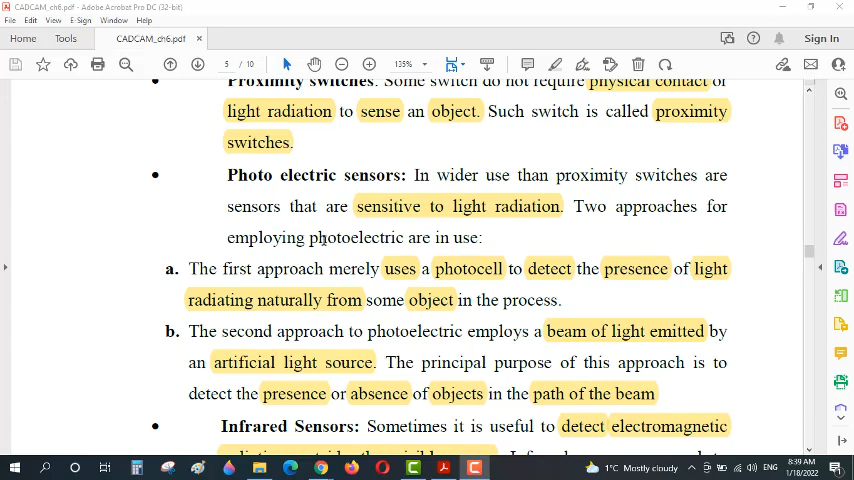 CADCAM_ch6.pdf - Adobe Acrobat Pro DC (32-bit)
File Edit View E-Sign Window Help
Home Tools CADCAM_ch6.pdf × Sign In
5 / 10 135%
Proximity switches: Some switch do not require physical contact or
light radiation to sense an object. Such switch is called proximity
switches.
• Photo electric sensors: In wider use than proximity switches are
sensors that are sensitive to light radiation. Two approaches for
employing photoelectric are in use:
a. The first approach merely uses a photocell to detect the presence of light
radiating naturally from some object in the process.
b. The second approach to photoelectric employs a beam of light emitted by
an artificial light source. The principal purpose of this approach is to
detect the presence or absence of objects in the path of the beam
• Infrared Sensors: Sometimes it is useful to detect electromagnetic
1°C Mostly cloudy ENG 8:39 AM
1/18/2022